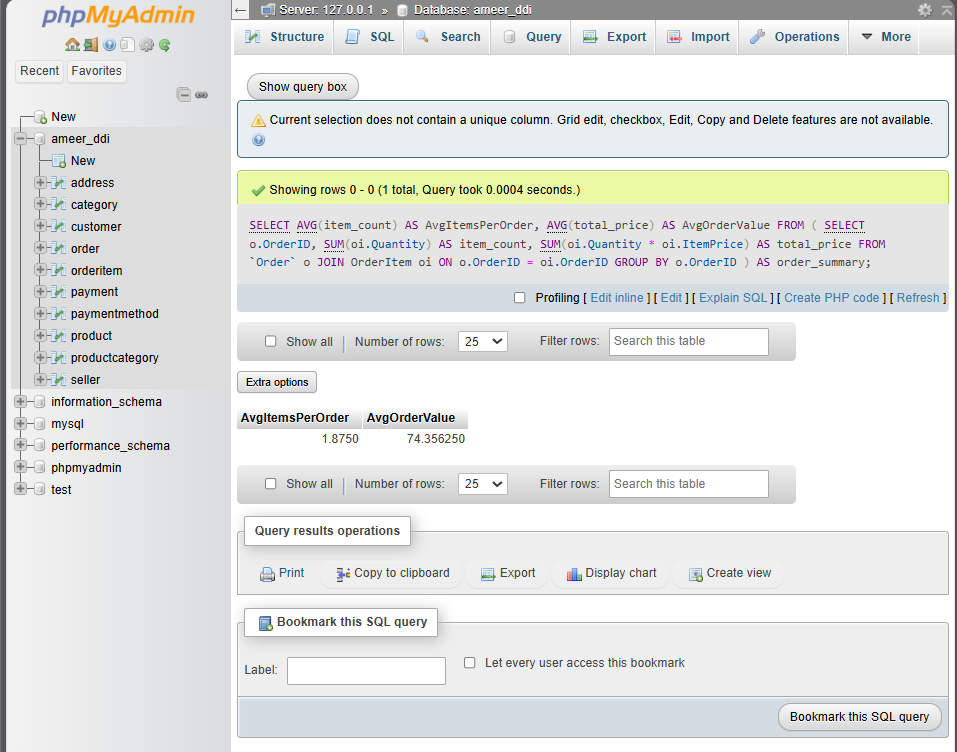 phpMyAdmin
Recent Favorites
New
ameer_ddi
New
address
category
customer
order
orderitem
payment
paymentmethod
product
productcategory
seller
information_schema
mysql
performance_schema
phpmyadmin
test
Server: 127.0.0.1 » Database: ameer_ddi
Structure SQL Search Query Export Import Operations More
Show query box
Current selection does not contain a unique column. Grid edit, checkbox, Edit, Copy and Delete features are not available.
Showing rows 0 - 0 (1 total, Query took 0.0004 seconds.)
SELECT AVG(item_count) AS AvgItemsPerOrder, AVG(total_price) AS AvgOrderValue FROM ( SELECT
o.OrderID, SUM(oi.Quantity) AS item_count, SUM(oi.Quantity * oi.ItemPrice) AS total_price FROM
`Order` o JOIN OrderItem oi ON o.OrderID = oi.OrderID GROUP BY o.OrderID ) AS order_summary;
Profiling [ Edit inline ] [ Edit ] [ Explain SQL ] [ Create PHP code ] [ Refresh ]
Show all | Number of rows: 25 Filter rows: Search this table
Extra options
AvgItemsPerOrder AvgOrderValue
1.8750 74.356250
Show all | Number of rows: 25 Filter rows: Search this table
Query results operations
Print Copy to clipboard Export Display chart Create view
Bookmark this SQL query
Label: Let every user access this bookmark
Bookmark this SQL query